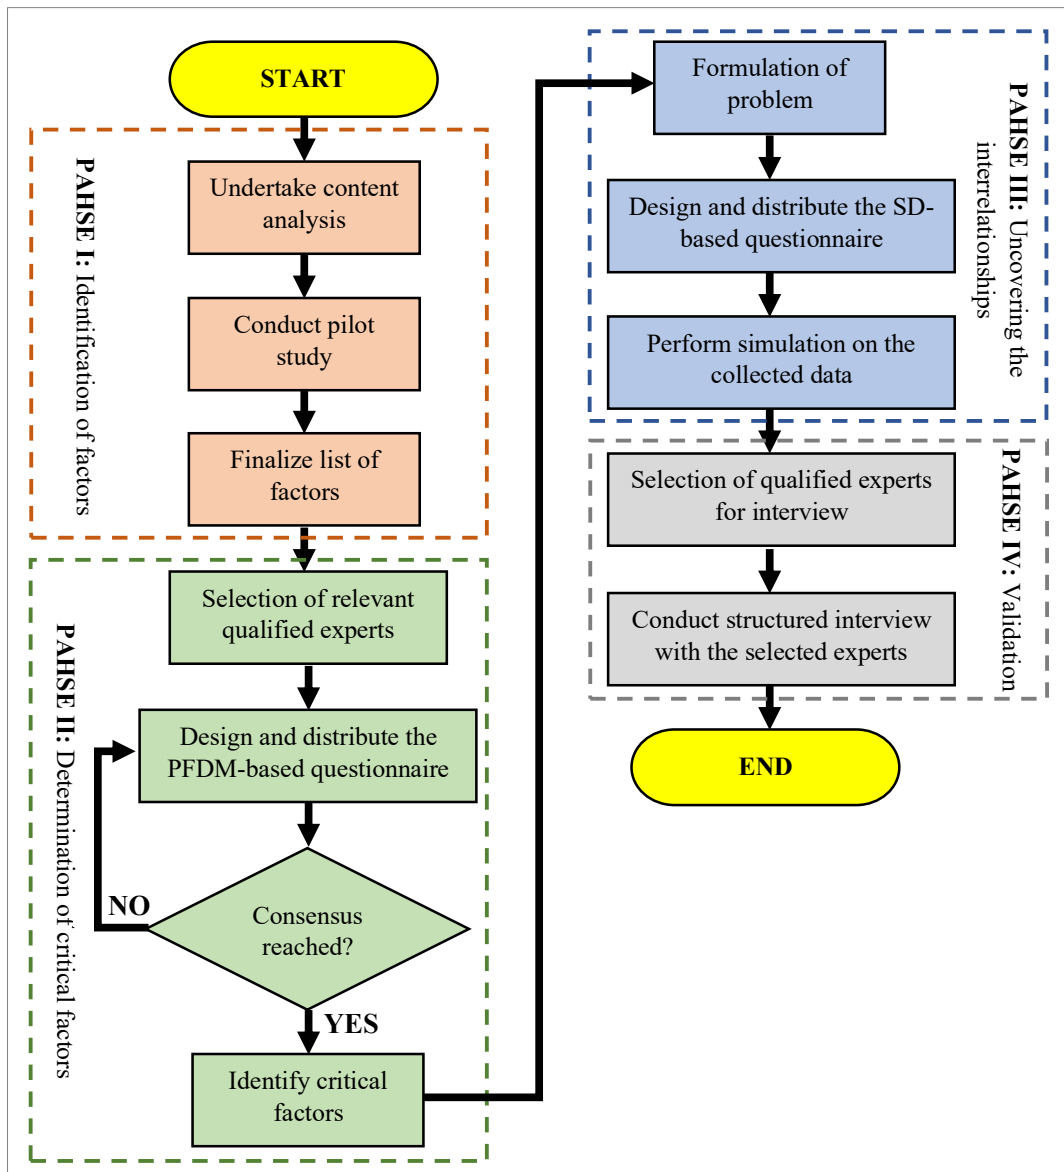 START
PAHSE I: Identification of factors
Undertake content
analysis
Conduct pilot
study
Finalize list of
factors
PAHSE II: Determination of critical factors
Selection of relevant
qualified experts
Design and distribute the
PFDM-based questionnaire
Consensus
reached?
NO
YES
Identify critical
factors
PAHSE III: Uncovering the
interrelationships
Formulation of
problem
Design and distribute the SD-
based questionnaire
Perform simulation on the
collected data
PAHSE IV: Validation
Selection of qualified experts
for interview
Conduct structured interview
with the selected experts
END